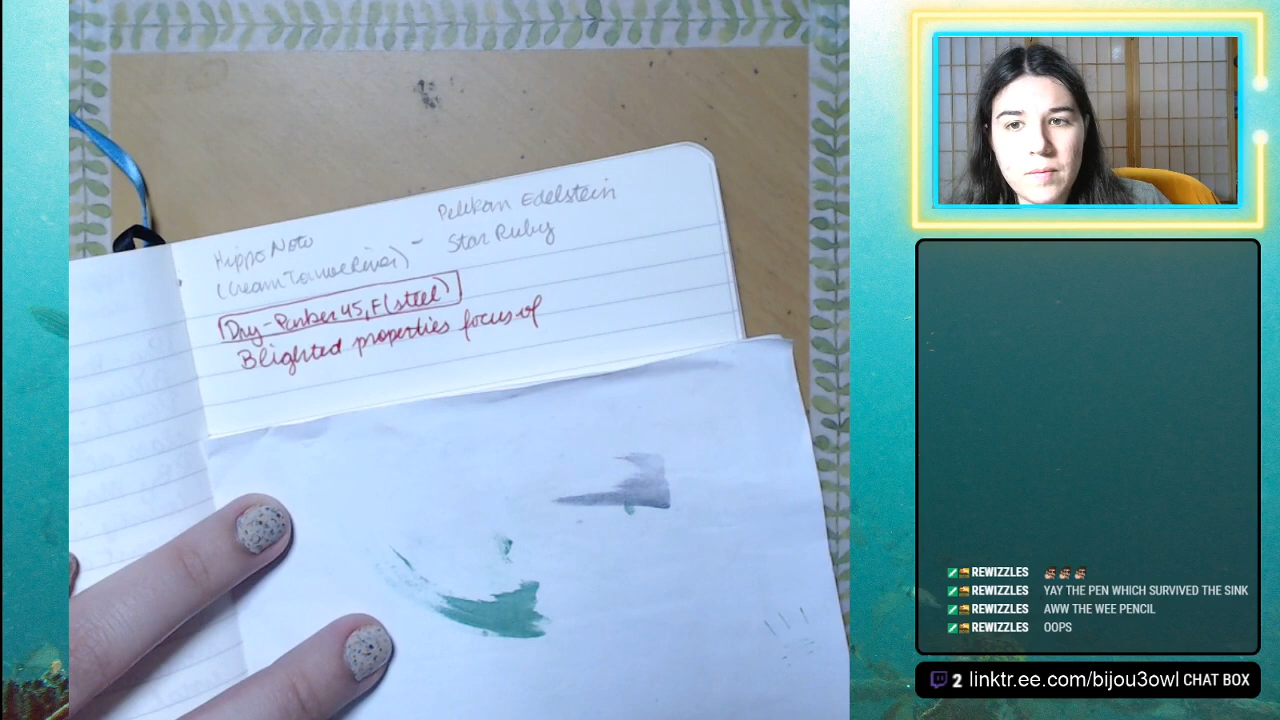 Hippo Noto
(Cream Tomoe River) -
Pelikan Edelstein
Star Ruby
Dry - Parker 45, F (steel)
Blighted properties focus of
REWIZZLES
REWIZZLES YAY THE PEN WHICH SURVIVED THE SINK
REWIZZLES AWW THE WEE PENCIL
REWIZZLES OOPS
2 linktr.ee.com/bijou3owl CHAT BOX